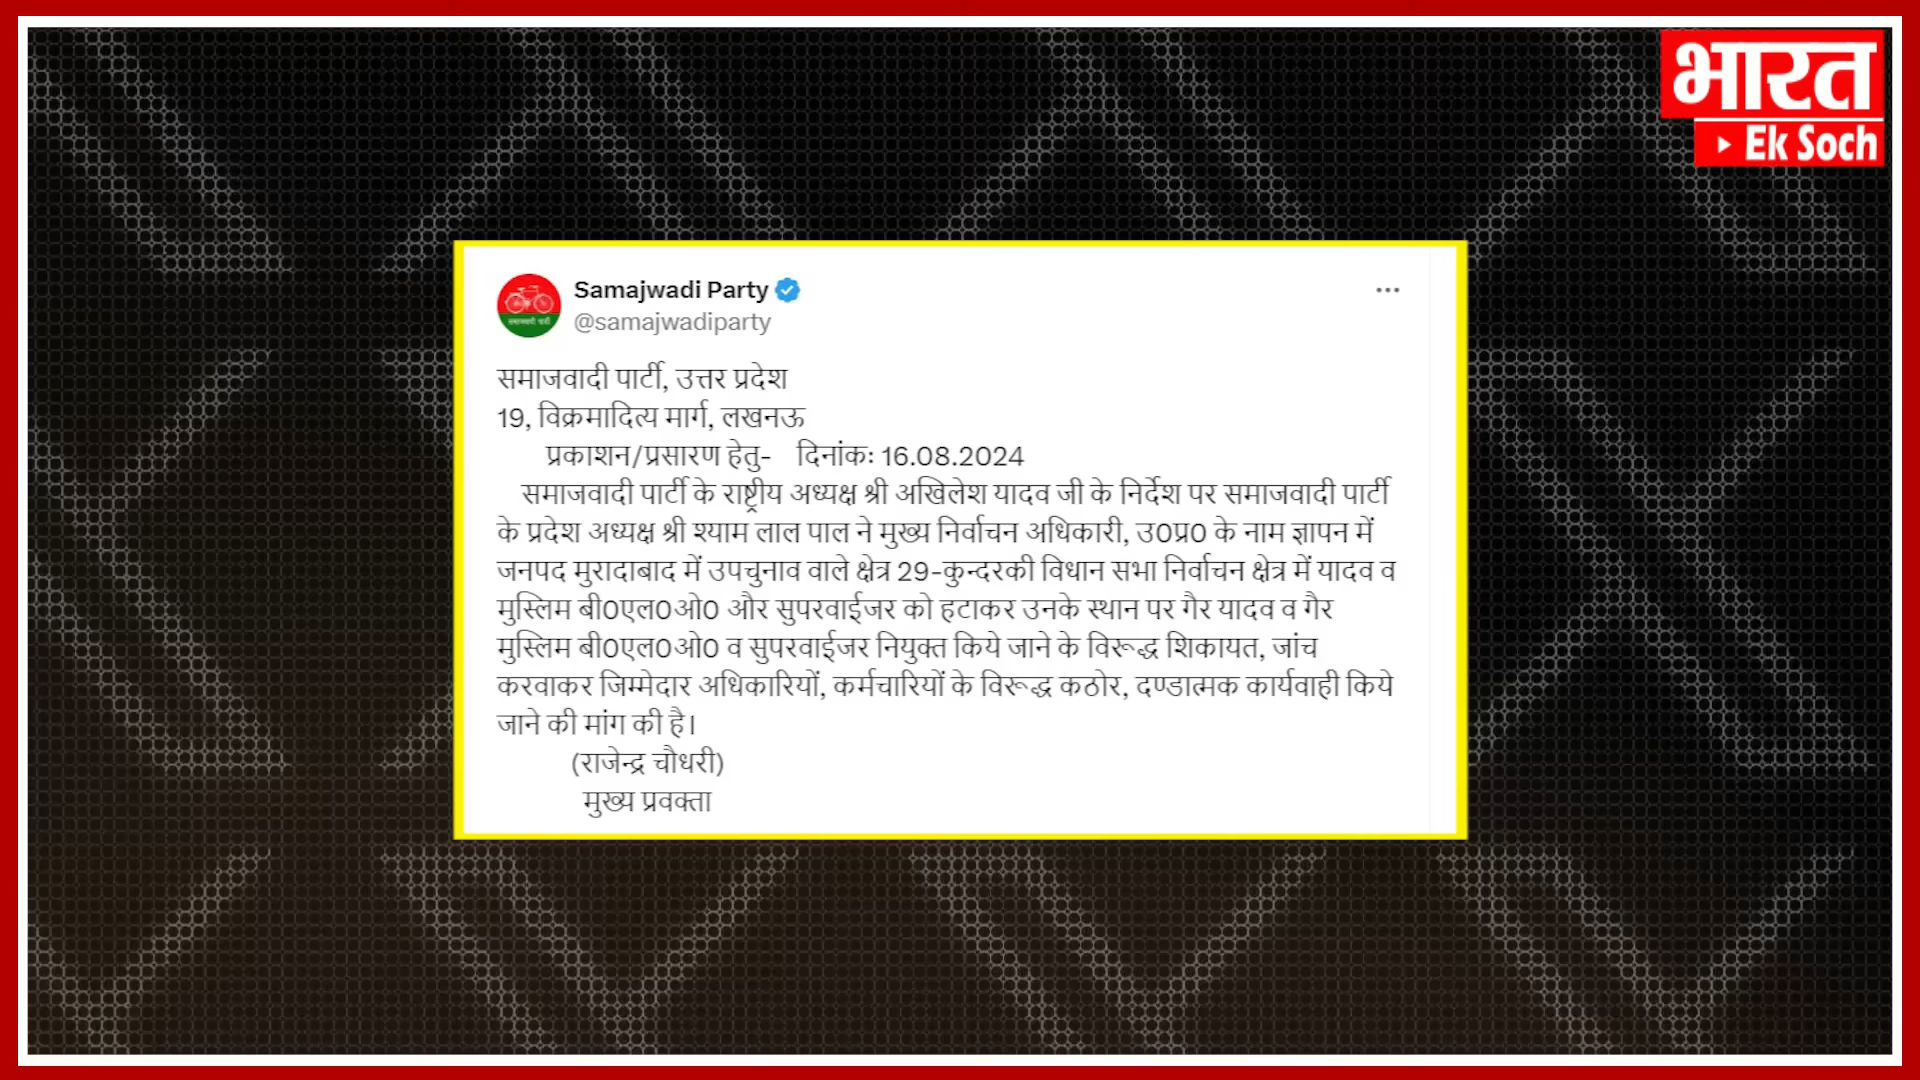 भारत
Ek Soch
Samajwadi Party
@samajwadiparty
समाजवादी पार्टी
समाजवादी पार्टी, उत्तर प्रदेश
19, विक्रमादित्य मार्ग, लखनऊ
प्रकाशन/प्रसारण हेतु- दिनांकः 16.08.2024
समाजवादी पार्टी के राष्ट्रीय अध्यक्ष श्री अखिलेश यादव जी के निर्देश पर समाजवादी पार्टी
के प्रदेश अध्यक्ष श्री श्याम लाल पाल ने मुख्य निर्वाचन अधिकारी, उ0प्र0 के नाम ज्ञापन में
जनपद मुरादाबाद में उपचुनाव वाले क्षेत्र 29-कुन्दरकी विधान सभा निर्वाचन क्षेत्र में यादव व
मुस्लिम बी0एल0ओ0 और सुपरवाईजर को हटाकर उनके स्थान पर गैर यादव व गैर
मुस्लिम बी0एल0ओ0 व सुपरवाईजर नियुक्त किये जाने के विरूद्ध शिकायत, जांच
करवाकर जिम्मेदार अधिकारियों, कर्मचारियों के विरूद्ध कठोर, दण्डात्मक कार्यवाही किये
जाने की मांग की है।
(राजेन्द्र चौधरी)
मुख्य प्रवक्ता